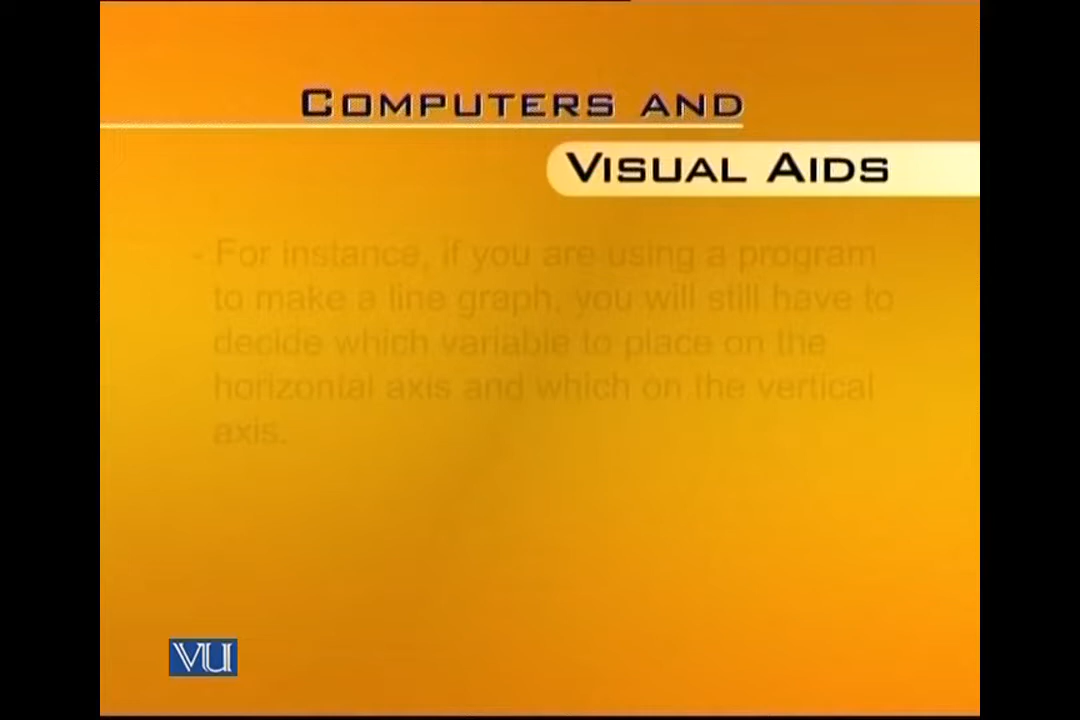 COMPUTERS AND
VISUAL AIDS
- For instance, if you are using a program
to make a line graph, you will still have to
decide which variable to place on the
horizontal axis and which on the vertical
axis.
VU